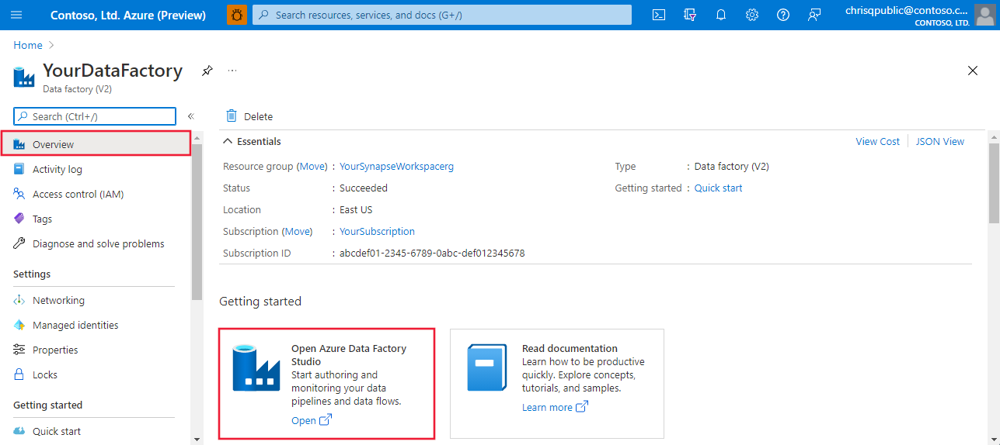 Contoso, Ltd. Azure (Preview)
Search resources, services, and docs (G+/)
chrisqpublic@contoso.c...
CONTOSO, LTD.
Home
YourDataFactory
Data factory (V2)
Search (Ctrl+/)
Overview
Activity log
Access control (IAM)
Tags
Diagnose and solve problems
Settings
Networking
Managed identities
Properties
Locks
Getting started
Quick start
Delete
Essentials
View Cost
JSON View
Resource group (Move) : YourSynapseWorkspacerg
Status : Succeeded
Location : East US
Subscription (Move) : YourSubscription
Subscription ID : abcdef01-2345-6789-0abc-def012345678
Type : Data factory (V2)
Getting started : Quick start
Getting started
Open Azure Data Factory
Studio
Start authoring and
monitoring your data
pipelines and data flows.
Open
Read documentation
Learn how to be productive
quickly. Explore concepts,
tutorials, and samples.
Learn more